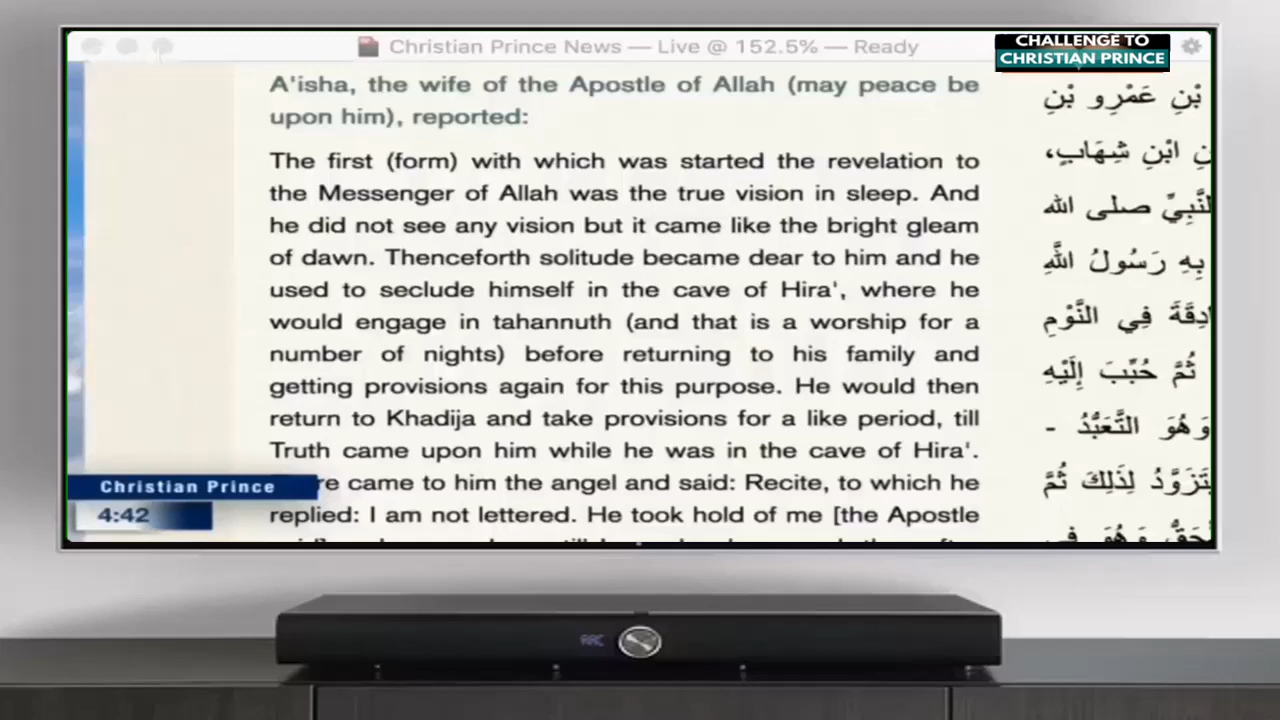 Christian Prince News — Live @ 152.5% — Ready
CHALLENGE TO
CHRISTIAN PRINCE
A'isha, the wife of the Apostle of Allah (may peace be
upon him), reported:
The first (form) with which was started the revelation to
the Messenger of Allah was the true vision in sleep. And
he did not see any vision but it came like the bright gleam
of dawn. Thenceforth solitude became dear to him and he
used to seclude himself in the cave of Hira', where he
would engage in tahannuth (and that is a worship for a
number of nights) before returning to his family and
getting provisions again for this purpose. He would then
return to Khadija and take provisions for a like period, till
Truth came upon him while he was in the cave of Hira'.
came to him the angel and said: Recite, to which he
replied: I am not lettered. He took hold of me [the Apostle
بْنِ عَمْرِو بْنِ
ابْنِ شِهَابٍ،
صلى الله
بِهِ رَسُولُ اللَّهِ
فِي النَّوْمِ
ثُمَّ حُبِّبَ إِلَيْهِ
وَهُوَ التَّعَبُّدُ -
لِذَلِكَ ثُمَّ
وَهُوَ فِي
Christian Prince
4:42